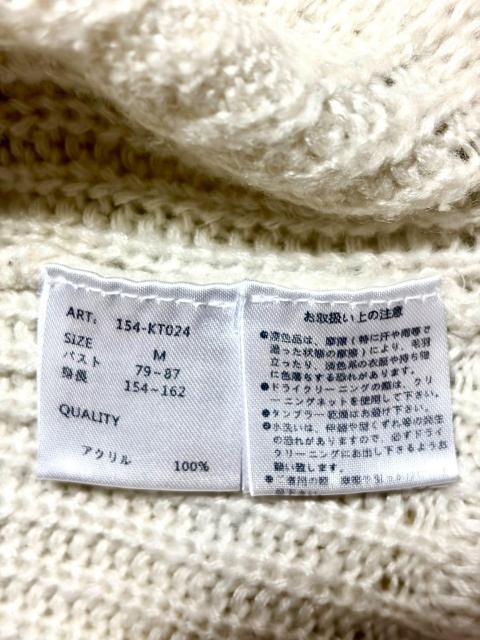 ART: 154-KT024
SIZE M
バスト 79~87
身長 154~162
QUALITY
アクリル 100%
お取扱い上の注意
●濃色品は、摩擦(特に汗や雨等で
湿った状態の摩擦)により、毛羽
立ったり、淡色系の衣服や持ち物
に色落ちする恐れがあります。
●ドライクリーニングの際は、クリ
ーニングネットを使用して下さい。
●タンブラー乾燥はお避け下さい。
●水洗いは、伸縮や型くずれ等の発生
の恐れがありますので、必ずドライ
クリーニングにお出し下さるようお
願い致します。